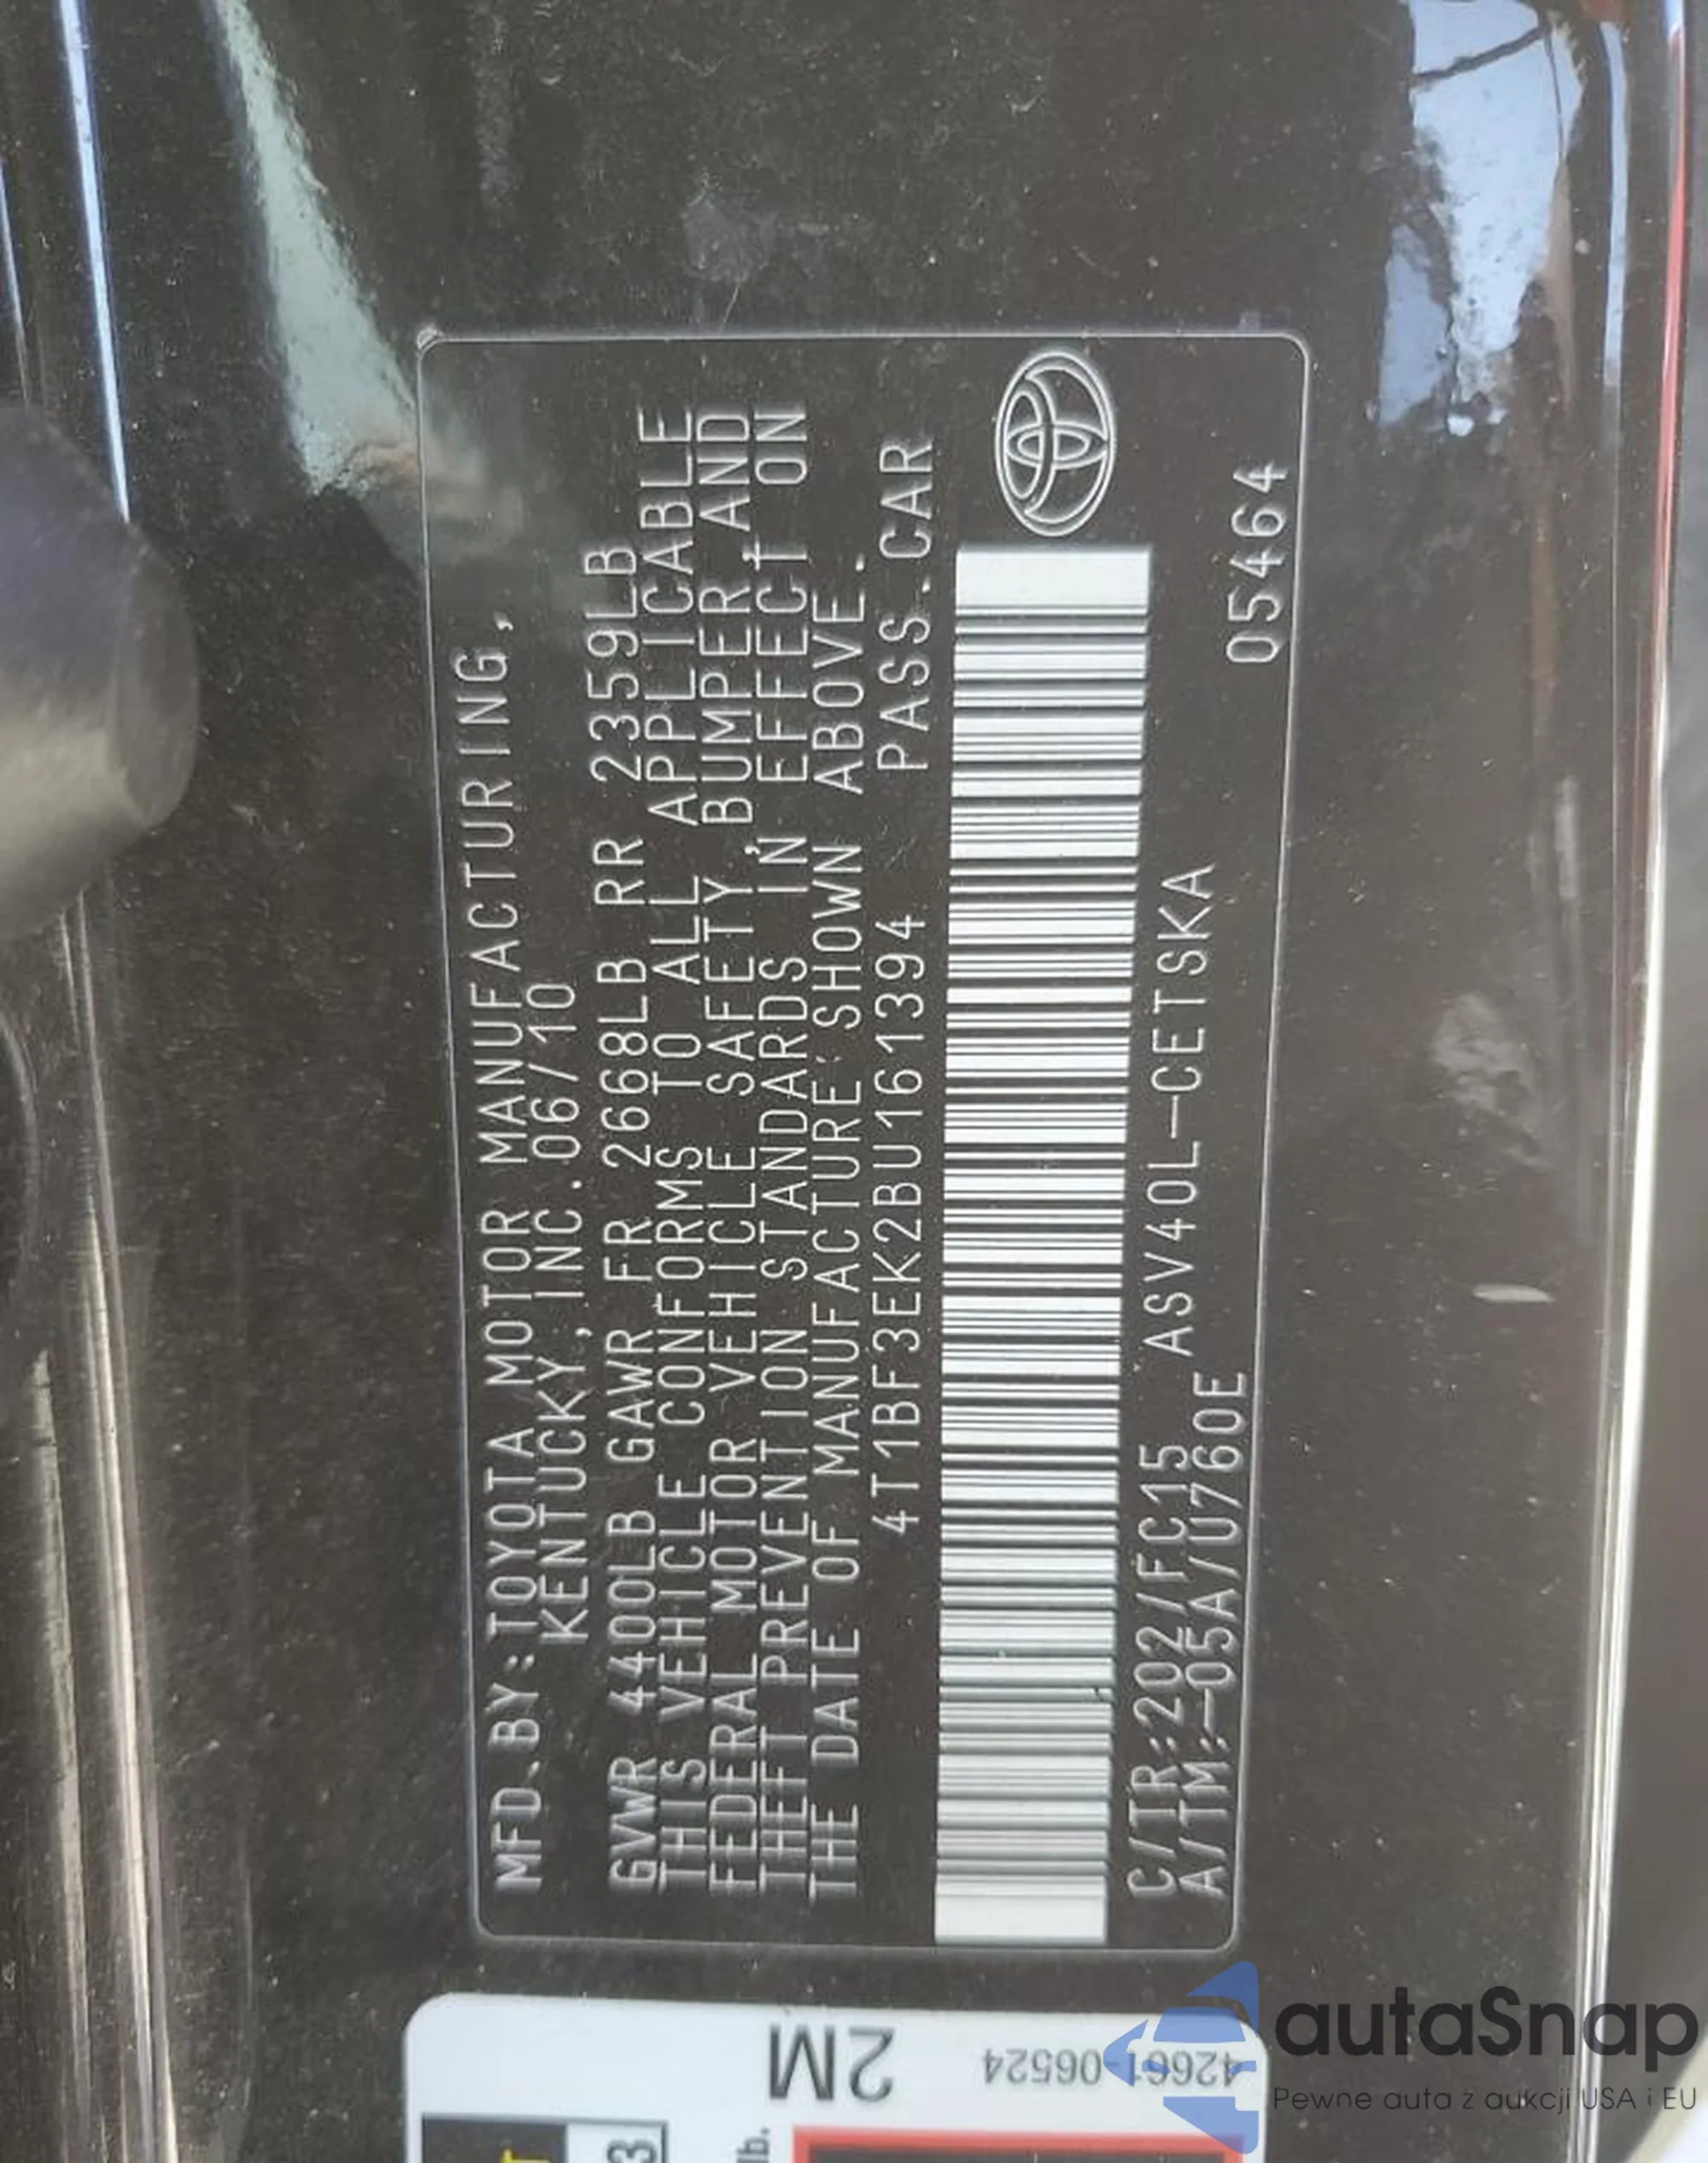 MFD.BY:TOYOTA MOTOR MANUFACTURING,
KENTUCKY, INC. 06/10
GVWR 4400LB GAWR FR 2668LB RR 2359LB
THIS VEHICLE CONFORMS TO ALL APPLICABLE
FEDERAL MOTOR VEHICLE SAFETY, BUMPER AND
THEFT PREVENTION STANDARDS IN EFFECT ON
THE DATE OF MANUFACTURE SHOWN ABOVE.
4T1BF3EK2BU161394 PASS.CAR
C/TR:202/FC15 ASV40L-CETSKA
A/TM:-05A/U760E 05464
2M
42661-06524
lb.
3
autaSnap
Pewne auta z aukcji USA i EU